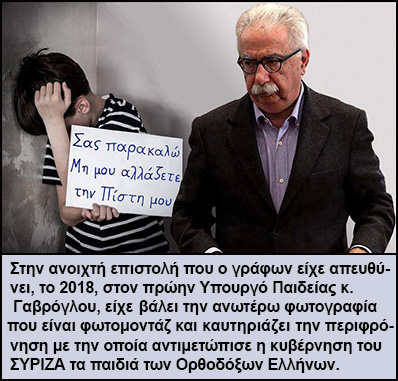 Σας παρακαλώ
Μη μου αλλάξετε
την Πίστη μου
Στην ανοιχτή επιστολή που ο γράφων είχε απευθύ-
νει, το 2018, στον πρώην Υπουργό Παιδείας κ.
Γαβρόγλου, είχε βάλει την ανωτέρω φωτογραφία
που είναι φωτομοντάζ και καυτηριάζει την περιφρό-
νηση με την οποία αντιμετώπισε η κυβέρνηση του
ΣΥΡΙΖΑ τα παιδιά των Ορθοδόξων Ελλήνων.